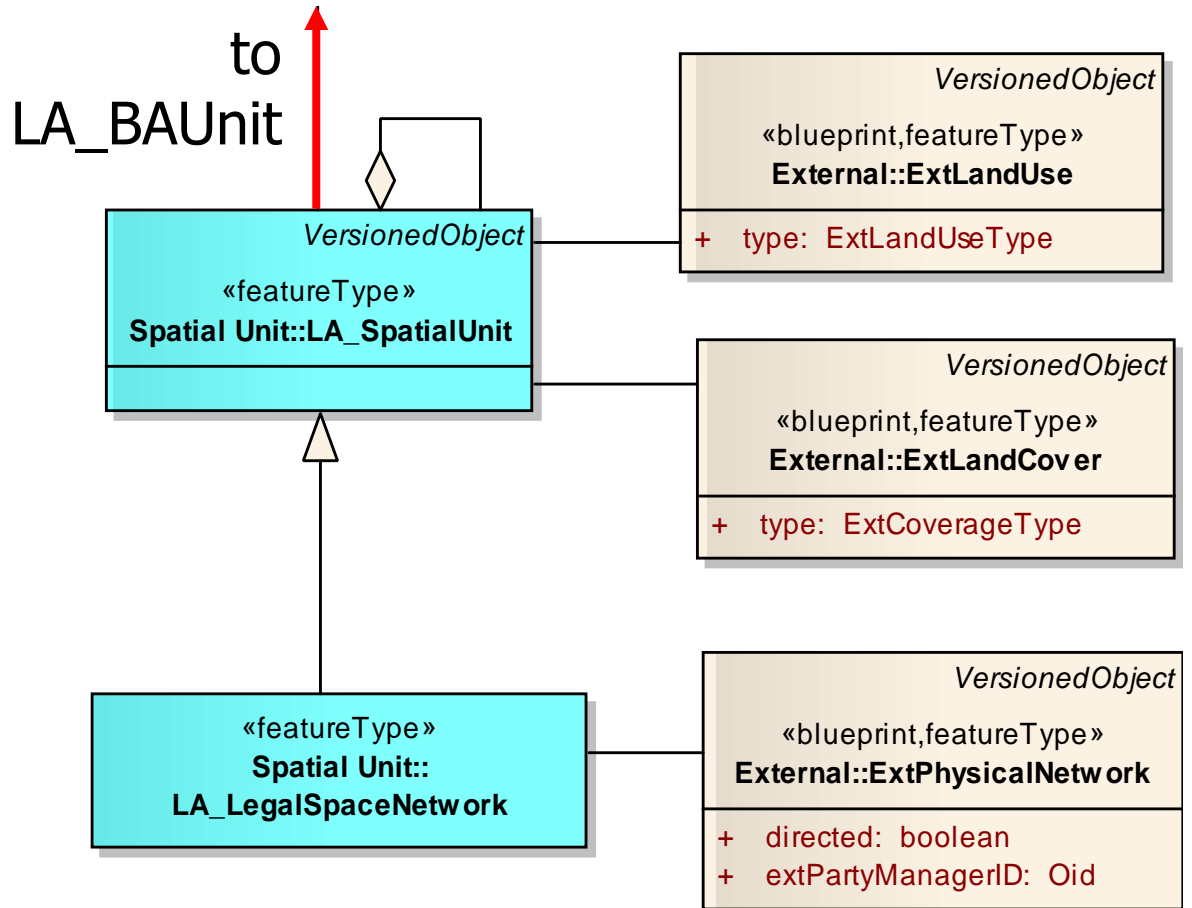 to
LA_BAUnit
VersionedObject
«featureType»
Spatial Unit::LA_SpatialUnit
VersionedObject
«blueprint,featureType»
External::ExtLandUse
+ type: ExtLandUseType
VersionedObject
«blueprint,featureType»
External::ExtLandCover
+ type: ExtCoverageType
«featureType»
Spatial Unit::
LA_LegalSpaceNetwork
VersionedObject
«blueprint,featureType»
External::ExtPhysicalNetwork
+ directed: boolean
+ extPartyManagerID: Oid